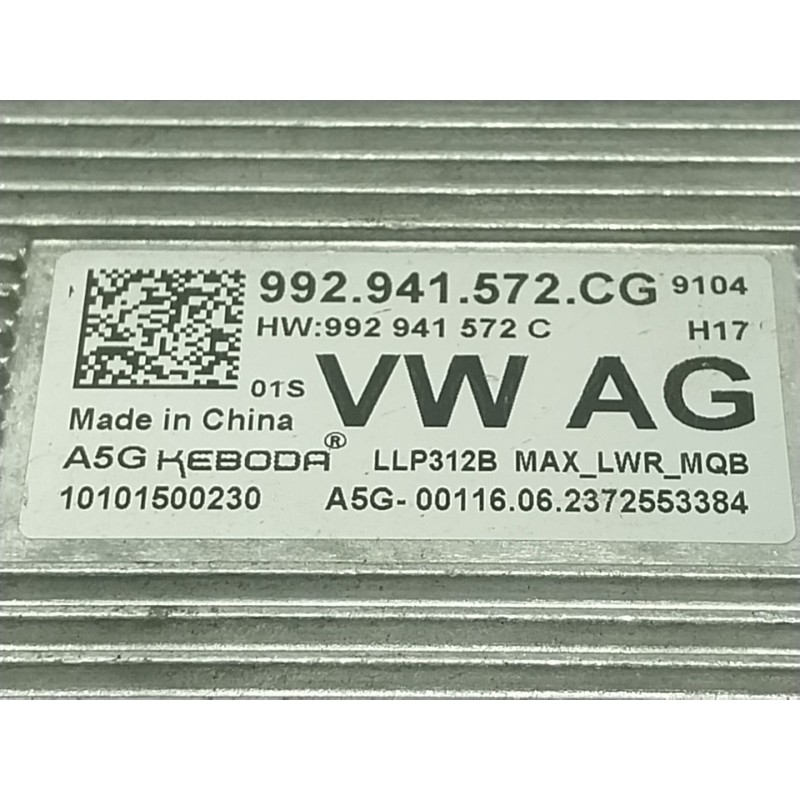 992.941.572.CG 9104
HW:992 941 572 C H17
01S VW AG
Made in China
A5G KEBODA® LLP312B MAX_LWR_MQB
10101500230 A5G-00116.06.2372553384